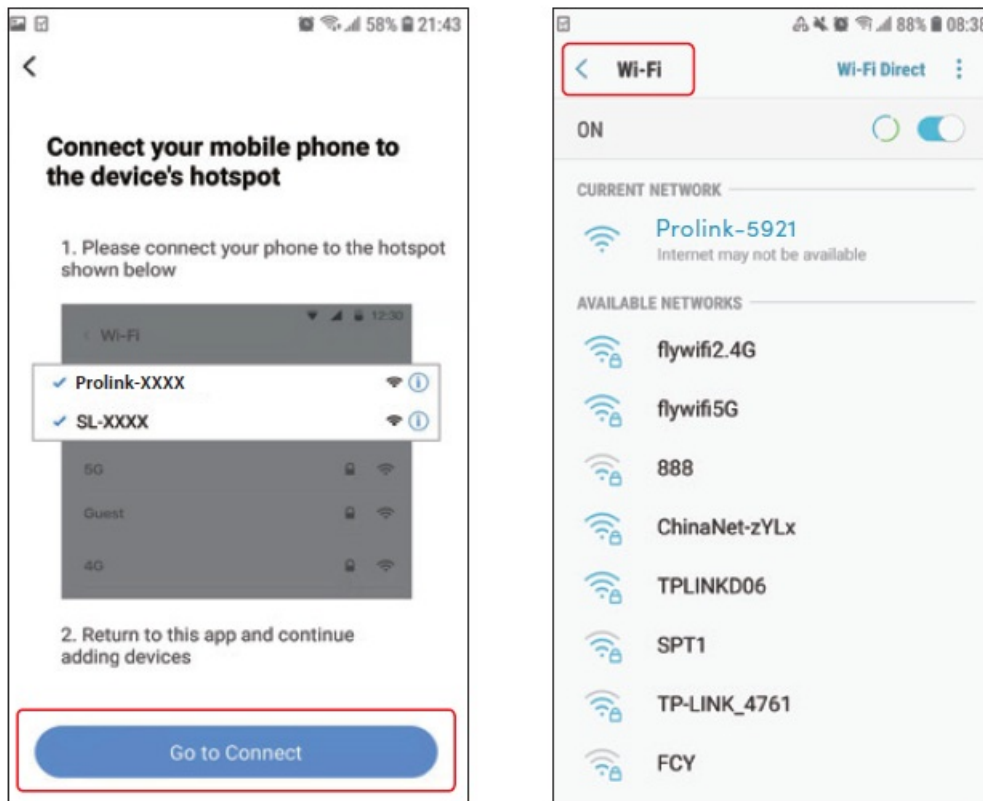 58% 21:43
Connect your mobile phone to
the device's hotspot
1. Please connect your phone to the hotspot
shown below
12:30
Wi-Fi
Prolink-XXXX
SL-XXXX
5G
Guest
4G
2. Return to this app and continue
adding devices
Go to Connect
88% 08:38
Wi-Fi Wi-Fi Direct
ON
CURRENT NETWORK
Prolink-5921
Internet may not be available
AVAILABLE NETWORKS
flywifi2.4G
flywifi5G
888
ChinaNet-zYLx
TPLINKD06
SPT1
TP-LINK_4761
FCY